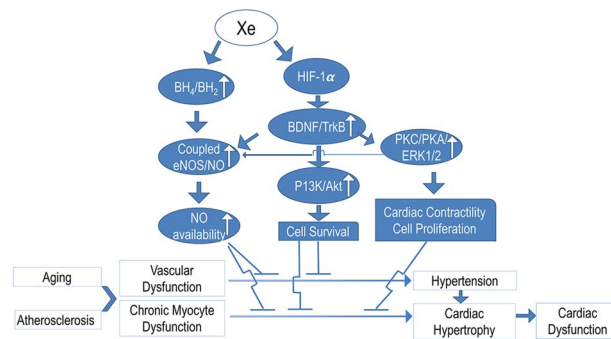 Xe
BH4/BH2
HIF-1α
BDNF/TrkB
Coupled
eNOS/NO
PKC/PKA/
ERK1/2
P13K/Akt
NO
availability
Cell Survival
Cardiac Contractility
Cell Proliferation
Aging
Vascular
Dysfunction
Hypertension
Atherosclerosis
Chronic Myocyte
Dysfunction
Cardiac
Hypertrophy
Cardiac
Dysfunction